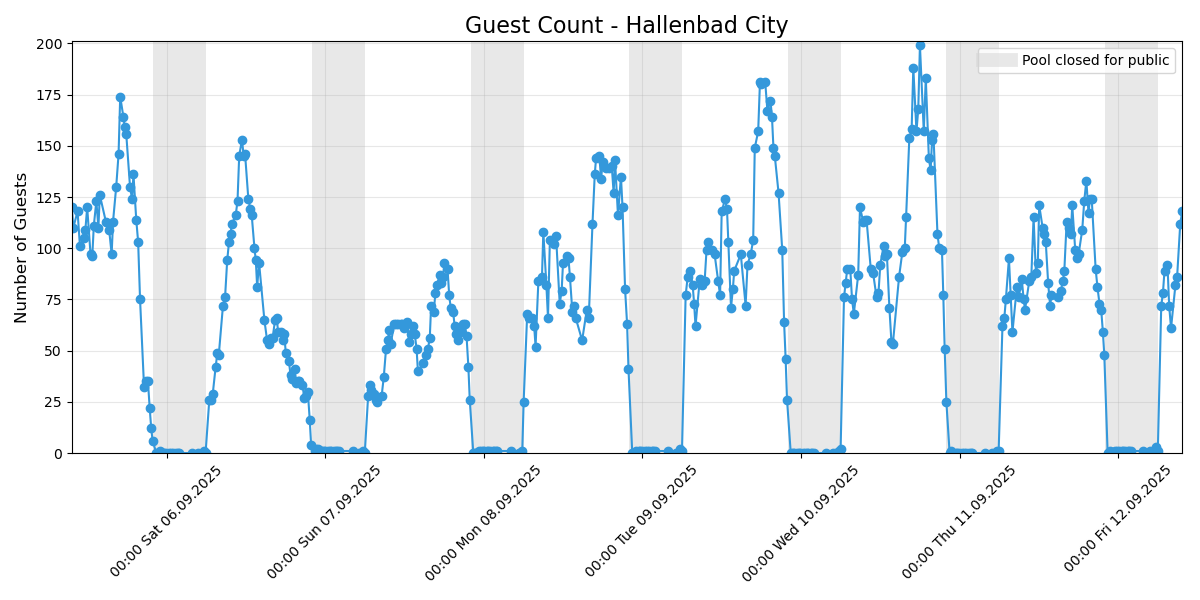 Guest Count - Hallenbad City
Pool closed for public
Number of Guests
200
175
150
125
100
75
50
25
0
00:00 Sat 06.09.2025
00:00 Sun 07.09.2025
00:00 Mon 08.09.2025
00:00 Tue 09.09.2025
00:00 Wed 10.09.2025
00:00 Thu 11.09.2025
00:00 Fri 12.09.2025